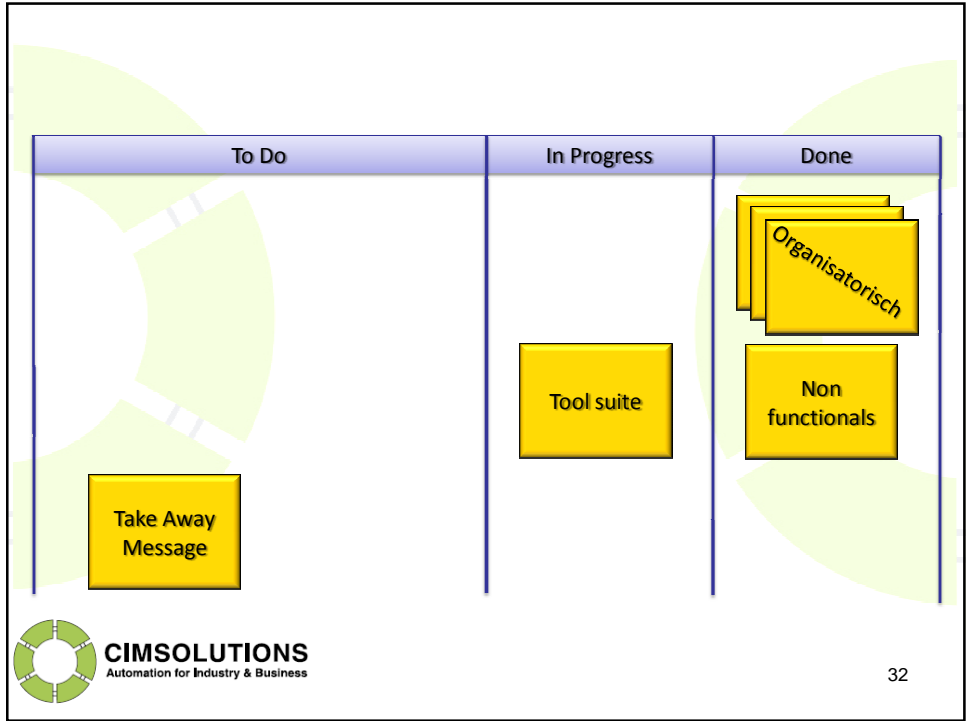 To Do
In Progress
Done
Organisatorisch
Tool suite
Non
functionals
Take Away
Message
CIMSOLUTIONS
Automation for Industry & Business
32